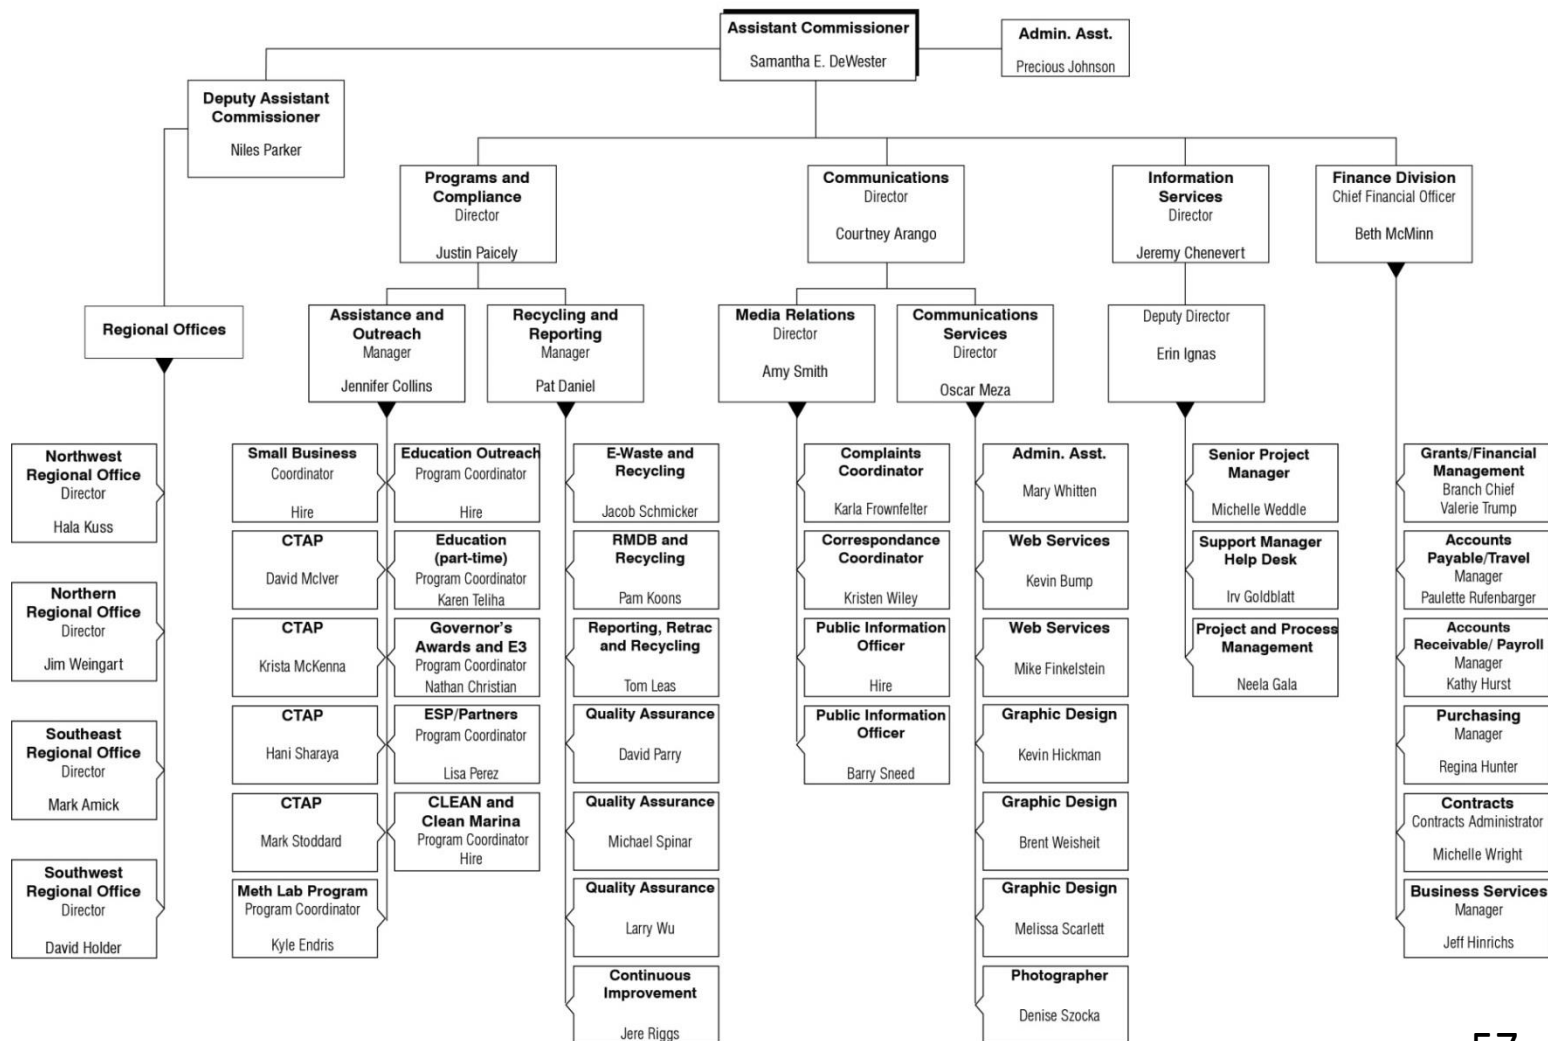 Assistant Commissioner
Samantha E. DeWester
Admin. Asst.
Precious Johnson
Deputy Assistant
Commissioner
Niles Parker
Programs and
Compliance
Director
Justin Paicely
Communications
Director
Courtney Arango
Information
Services
Director
Jeremy Chenevert
Finance Division
Chief Financial Officer
Beth McMinn
Regional Offices
Assistance and
Outreach
Manager
Jennifer Collins
Recycling and
Reporting
Manager
Pat Daniel
Media Relations
Director
Amy Smith
Communications
Services
Director
Oscar Meza
Deputy Director
Erin Ignas
Northwest
Regional Office
Director
Hala Kuss
Northern
Regional Office
Director
Jim Weingart
Southeast
Regional Office
Director
Mark Amick
Southwest
Regional Office
Director
David Holder
Small Business
Coordinator
Hire
CTAP
David McIver
CTAP
Krista McKenna
CTAP
Hani Sharaya
CTAP
Mark Stoddard
Meth Lab Program
Program Coordinator
Kyle Endris
Education Outreach
Program Coordinator
Hire
Education
(part-time)
Program Coordinator
Karen Teliha
Governor's
Awards and E3
Program Coordinator
Nathan Christian
ESP/Partners
Program Coordinator
Lisa Perez
CLEAN and
Clean Marina
Program Coordinator
Hire
E-Waste and
Recycling
Jacob Schmicker
RMDB and
Recycling
Pam Koons
Reporting, Retrac
and Recycling
Tom Leas
Quality Assurance
David Parry
Quality Assurance
Michael Spinar
Quality Assurance
Larry Wu
Continuous
Improvement
Jere Riggs
Complaints
Coordinator
Karla Frownfelter
Correspondance
Coordinator
Kristen Wiley
Public Information
Officer
Hire
Public Information
Officer
Barry Sneed
Admin. Asst.
Mary Whitten
Web Services
Kevin Bump
Web Services
Mike Finkelstein
Graphic Design
Kevin Hickman
Graphic Design
Brent Weisheit
Graphic Design
Melissa Scarlett
Photographer
Denise Szocka
Senior Project
Manager
Michelle Weddle
Support Manager
Help Desk
Irv Goldblatt
Project and Process
Management
Neela Gala
Grants/Financial
Management
Branch Chief
Valerie Trump
Accounts
Payable/Travel
Manager
Paulette Rufenbarger
Accounts
Receivable/ Payroll
Manager
Kathy Hurst
Purchasing
Manager
Regina Hunter
Contracts
Contracts Administrator
Michelle Wright
Business Services
Manager
Jeff Hinrichs
57